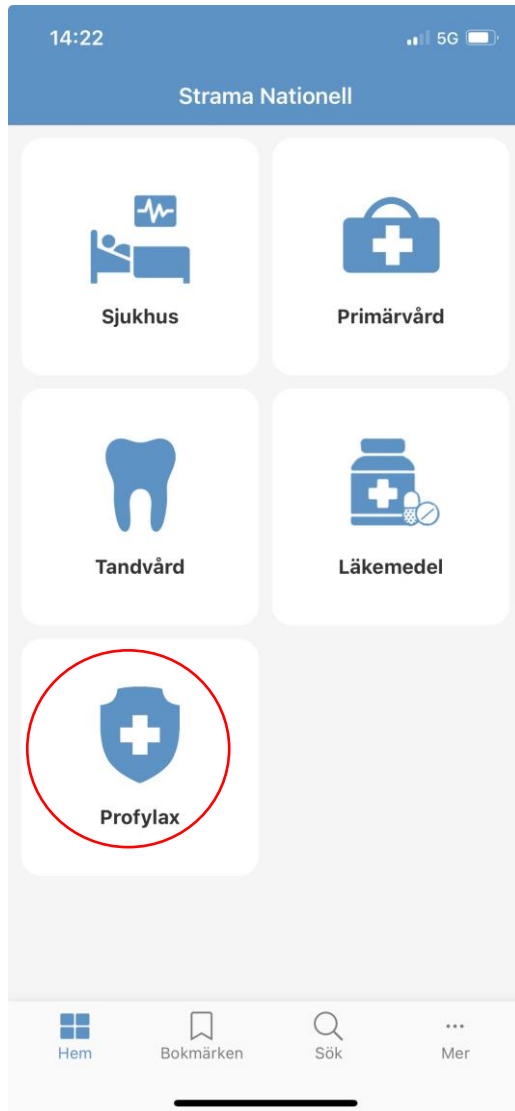 14:22 5G
Strama Nationell
Sjukhus Primärvård
Tandvård Läkemedel
Profylax
Hem Bokmärken Sök Mer